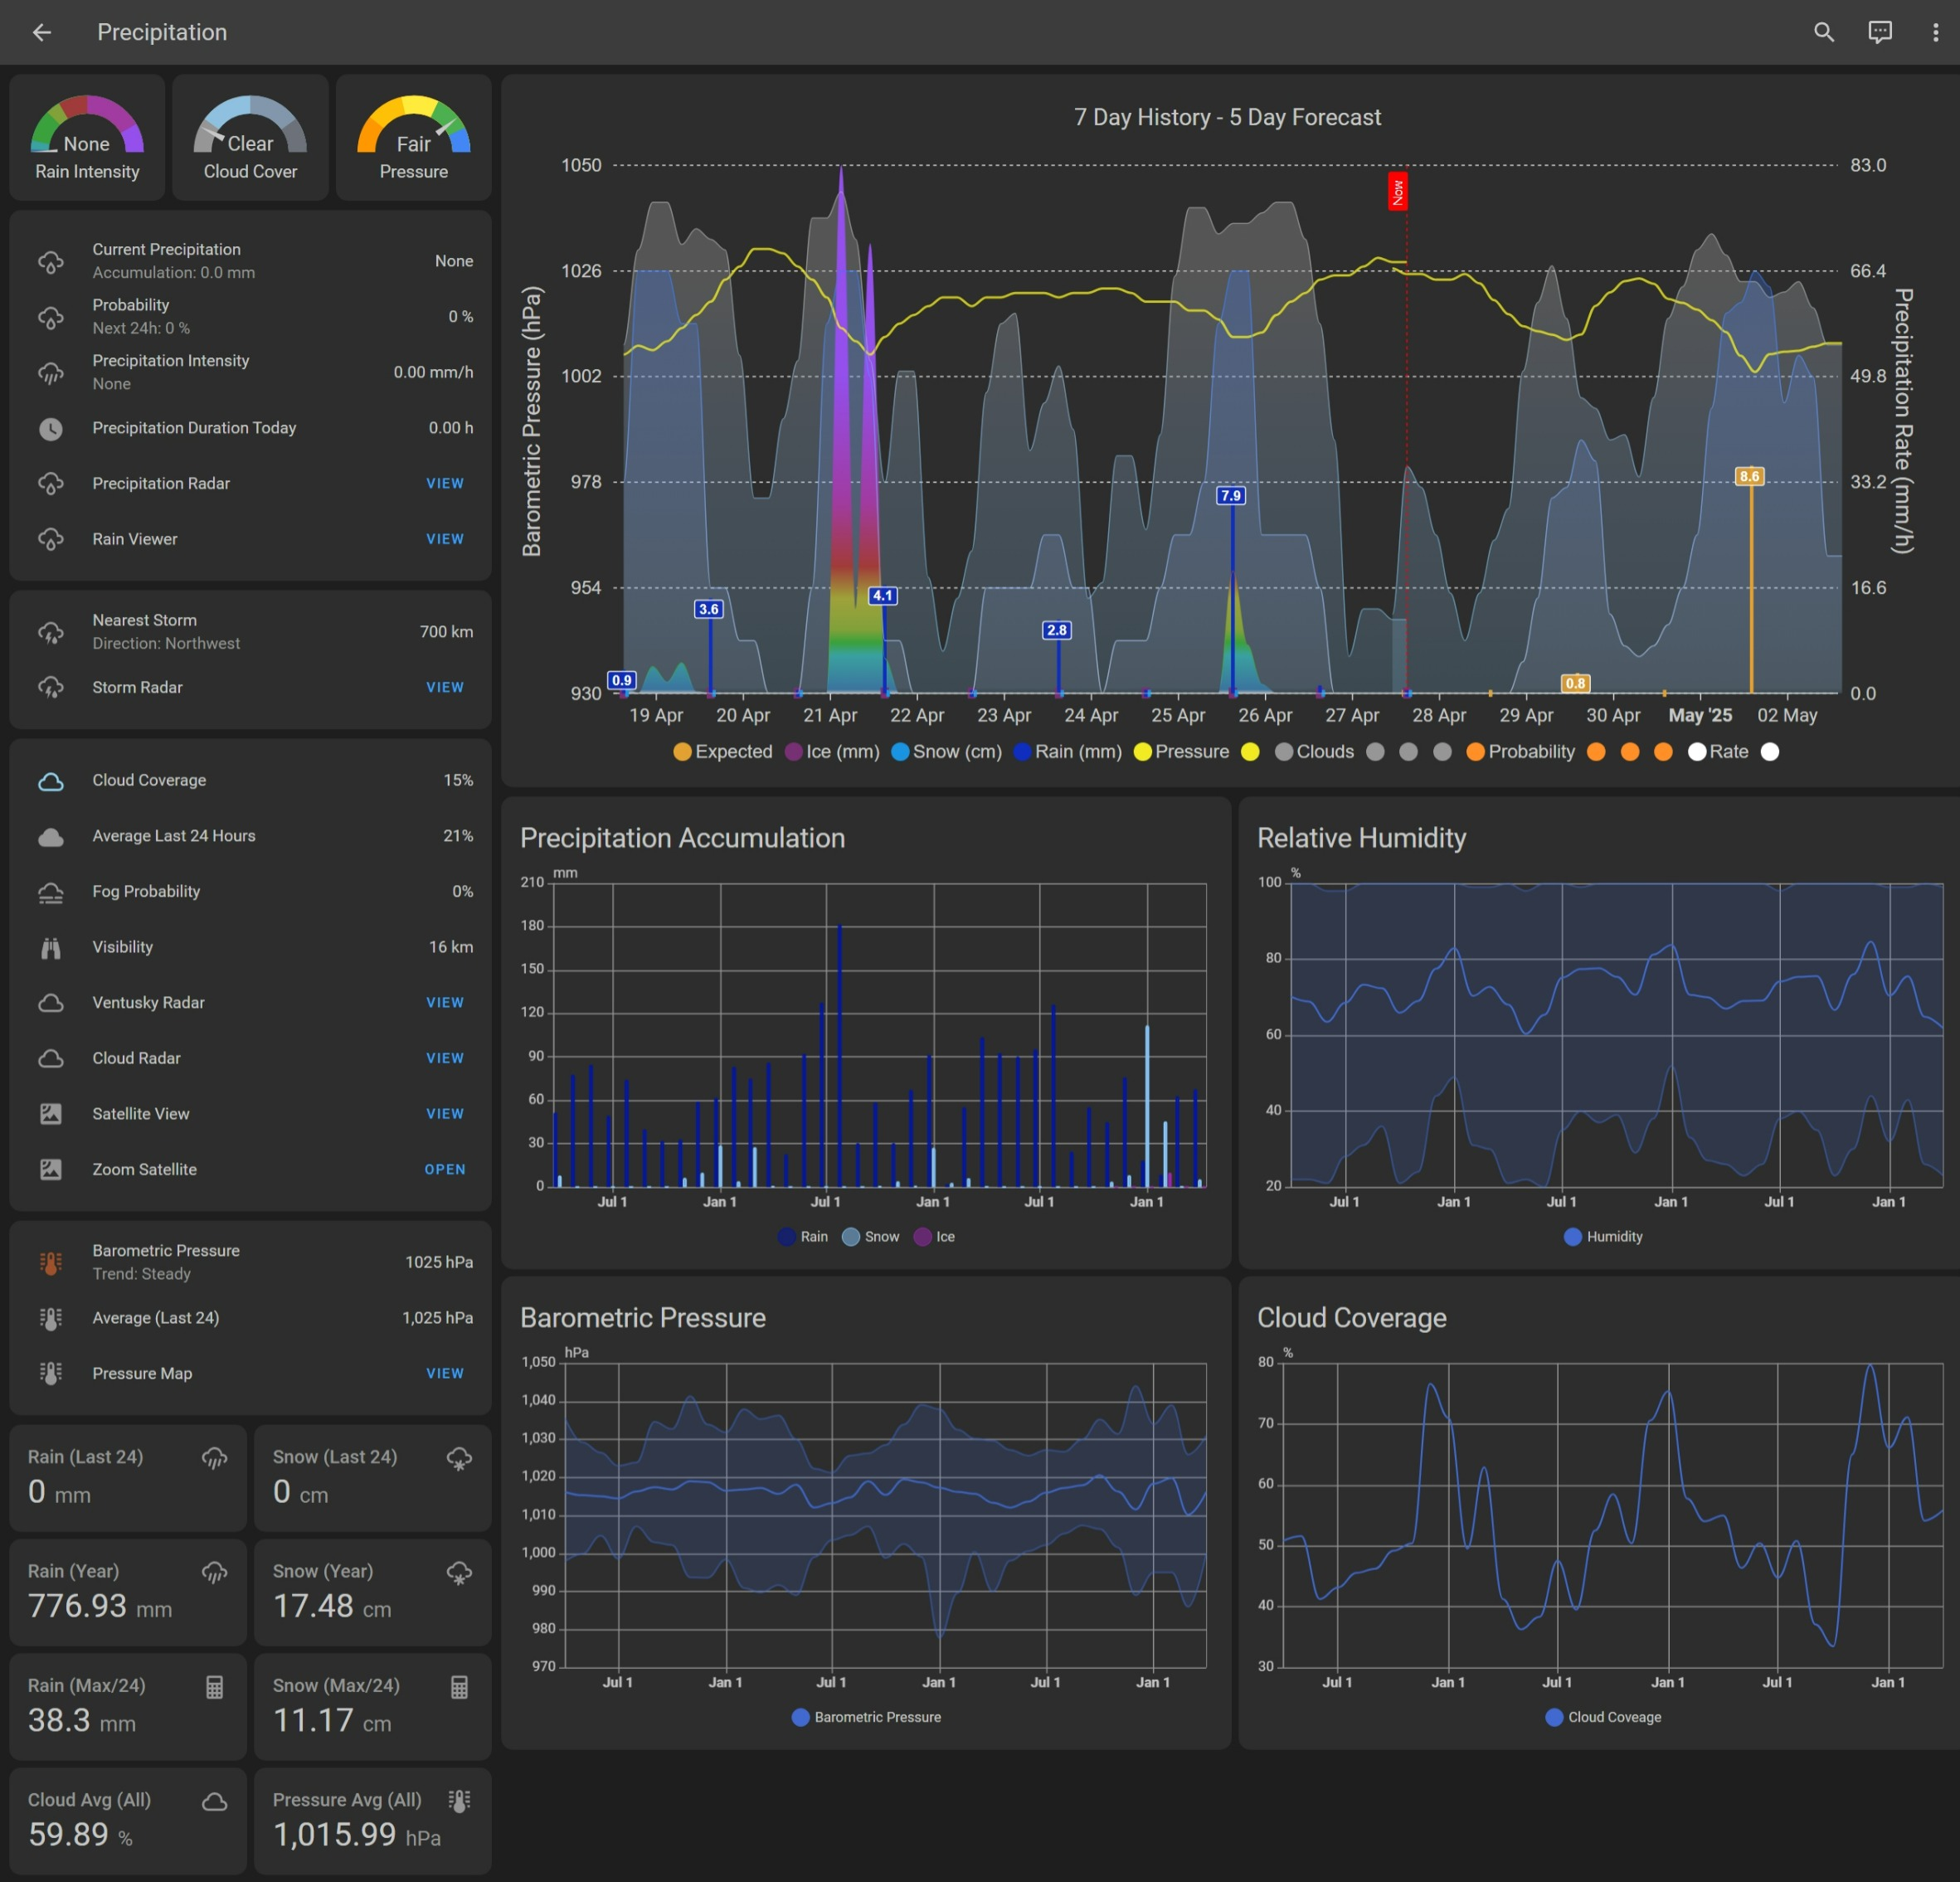 Precipitation
None
Rain Intensity
Clear
Cloud Cover
Fair
Pressure
Current Precipitation
Accumulation: 0.0 mm
None
Probability
Next 24h: 0 %
0 %
Precipitation Intensity
None
0.00 mm/h
Precipitation Duration Today
0.00 h
Precipitation Radar
VIEW
Rain Viewer
VIEW
Nearest Storm
Direction: Northwest
700 km
Storm Radar
VIEW
Cloud Coverage
15%
Average Last 24 Hours
21%
Fog Probability
0%
Visibility
16 km
Ventusky Radar
VIEW
Cloud Radar
VIEW
Satellite View
VIEW
Zoom Satellite
OPEN
Barometric Pressure
Trend: Steady
1025 hPa
Average (Last 24)
1,025 hPa
Pressure Map
VIEW
Rain (Last 24)
0 mm
Snow (Last 24)
0 cm
Rain (Year)
776.93 mm
Snow (Year)
17.48 cm
Rain (Max/24)
38.3 mm
Snow (Max/24)
11.17 cm
Cloud Avg (All)
59.89 %
Pressure Avg (All)
1,015.99 hPa
7 Day History - 5 Day Forecast
Barometric Pressure (hPa)
1050
1026
1002
978
954
930
Precipitation Rate (mm/h)
83.0
66.4
49.8
33.2
16.6
0.0
Now
0.9
3.6
4.1
2.8
7.9
0.8
8.6
19 Apr 20 Apr 21 Apr 22 Apr 23 Apr 24 Apr 25 Apr 26 Apr 27 Apr 28 Apr 29 Apr 30 Apr May '25 02 May
Expected Ice (mm) Snow (cm) Rain (mm) Pressure Clouds Probability Rate
Precipitation Accumulation
mm
210
180
150
120
90
60
30
0
Jul 1 Jan 1 Jul 1 Jan 1 Jul 1 Jan 1
Rain Snow Ice
Relative Humidity
%
100
80
60
40
20
Jul 1 Jan 1 Jul 1 Jan 1 Jul 1 Jan 1
Humidity
Barometric Pressure
hPa
1,050
1,040
1,030
1,020
1,010
1,000
990
980
970
Jul 1 Jan 1 Jul 1 Jan 1 Jul 1 Jan 1
Barometric Pressure
Cloud Coverage
%
80
70
60
50
40
30
Jul 1 Jan 1 Jul 1 Jan 1 Jul 1 Jan 1
Cloud Coveage